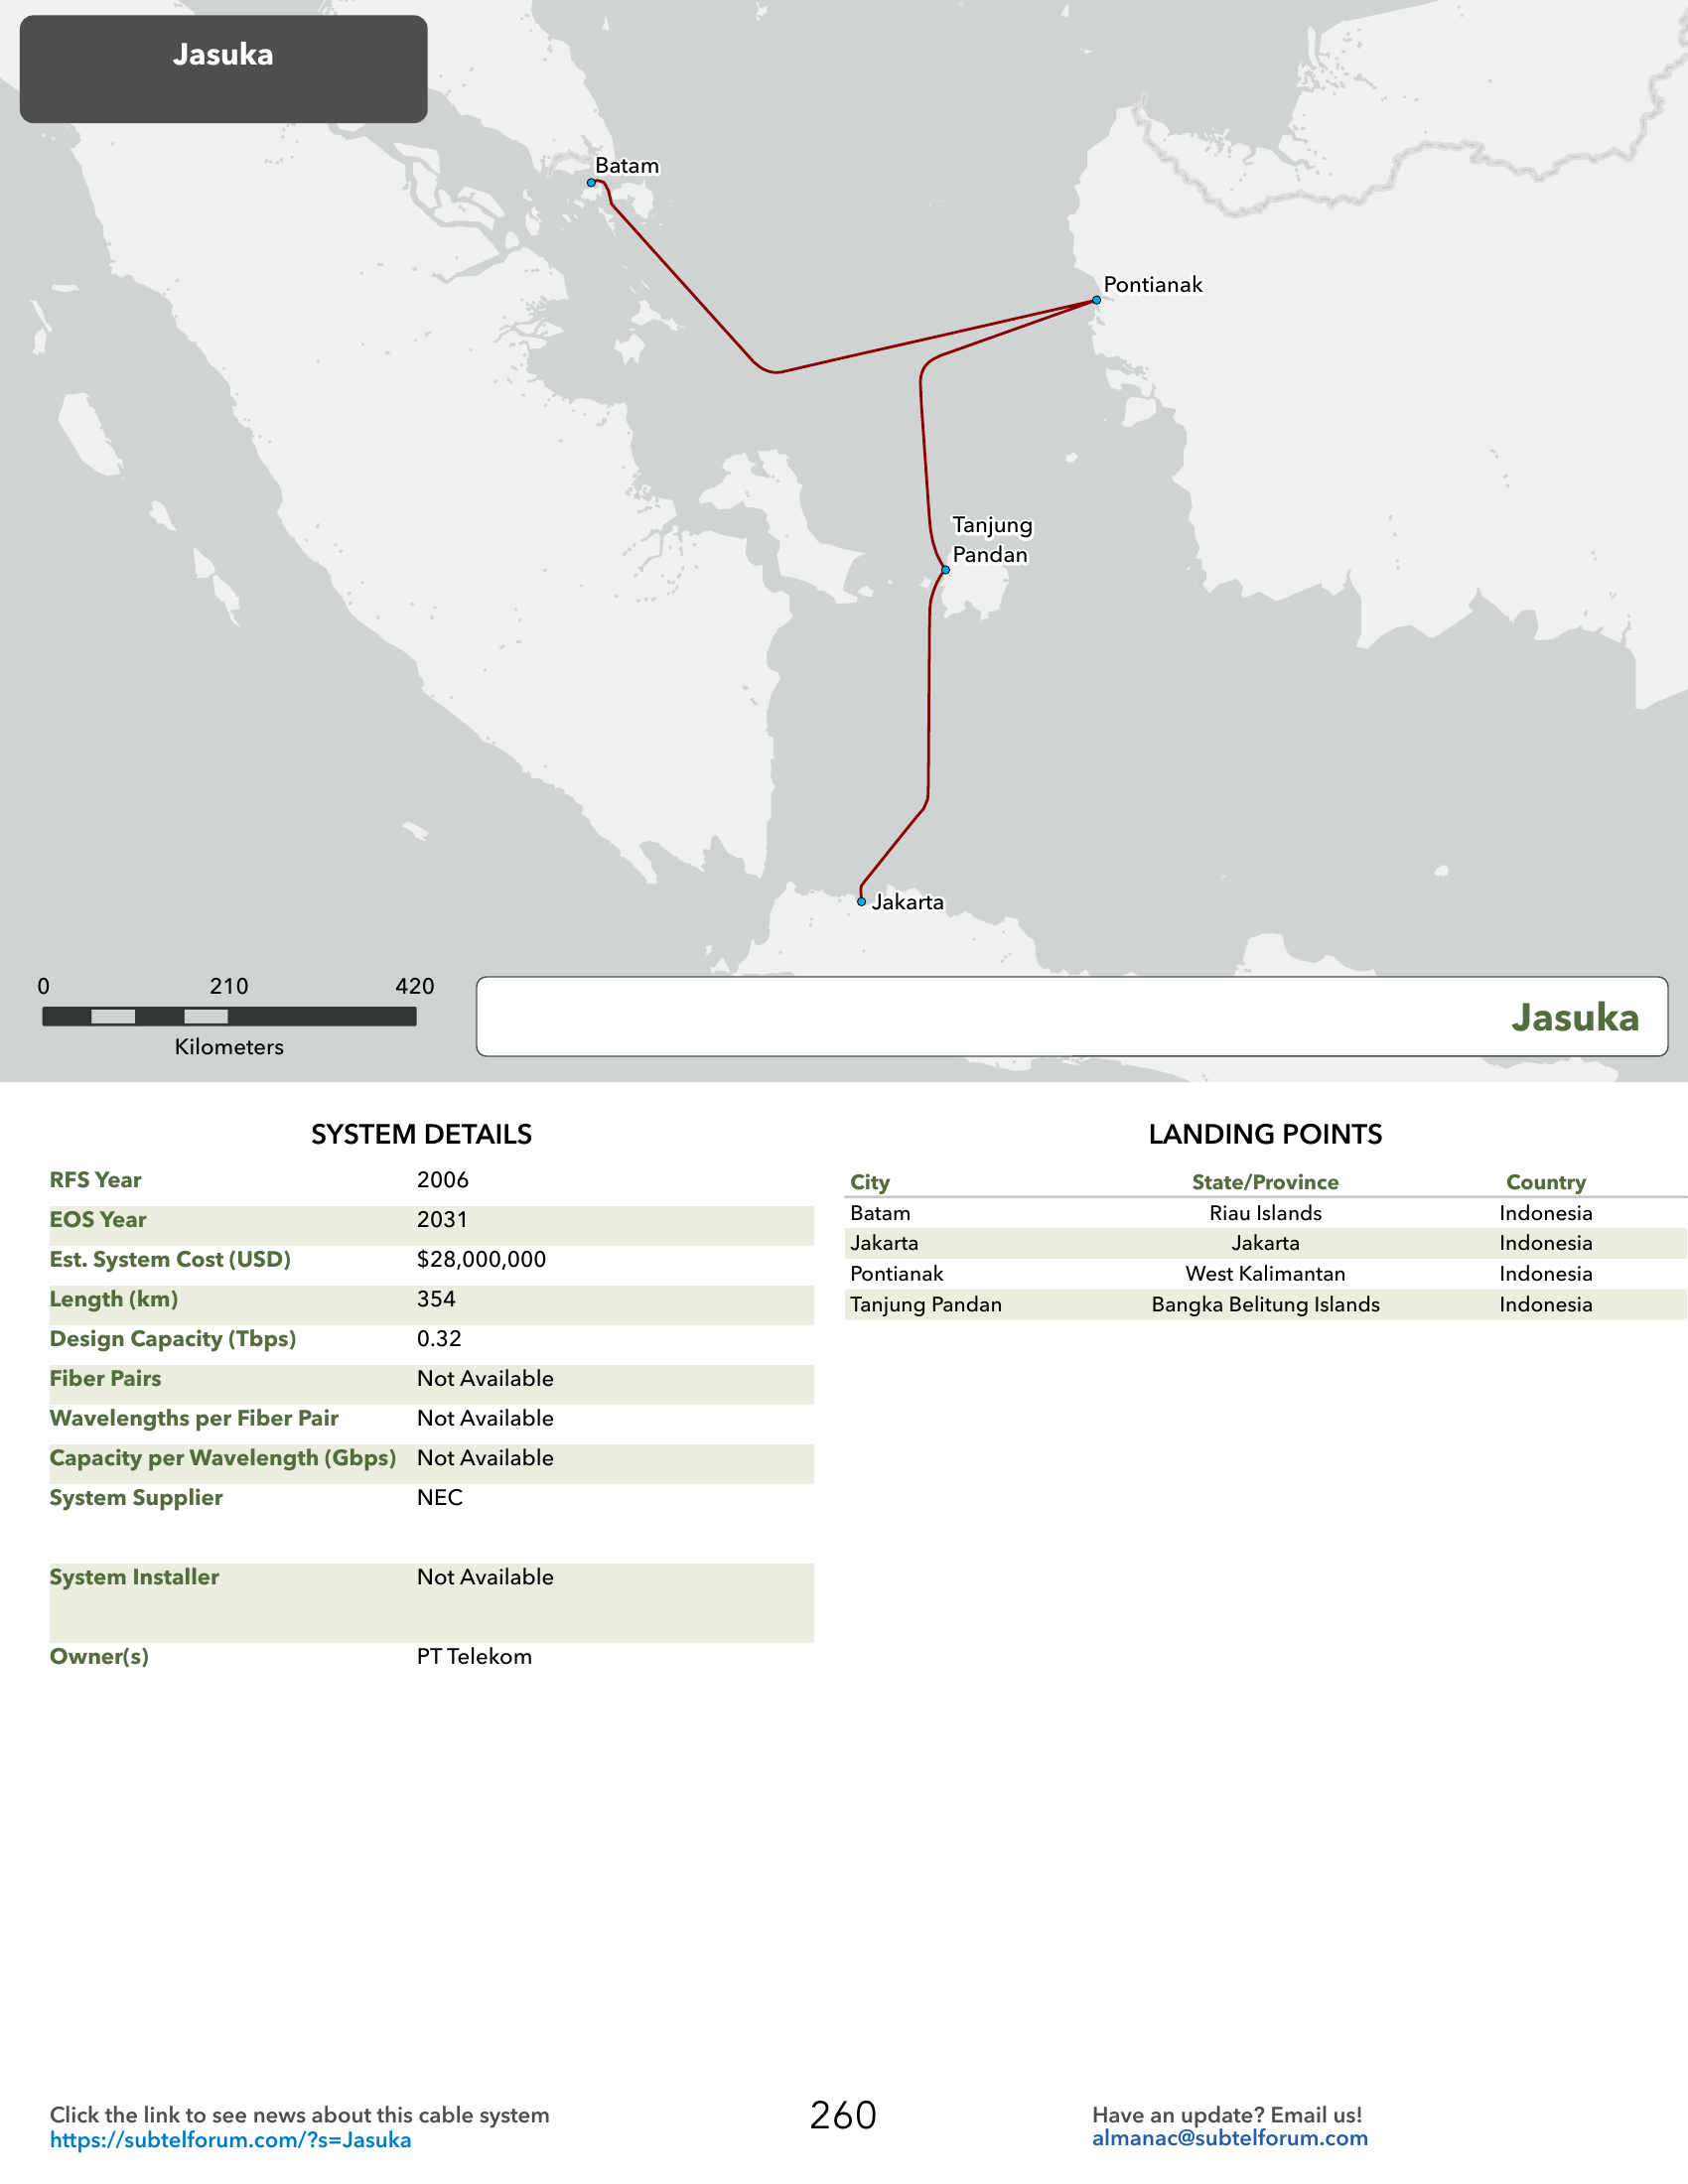 Jasuka
Batam
Pontianak
Tanjung
Pandan
Jakarta
0 210 420
Kilometers
Jasuka
SYSTEM DETAILS
RFS Year 2006
EOS Year 2031
Est. System Cost (USD) $28,000,000
Length (km) 354
Design Capacity (Tbps) 0.32
Fiber Pairs Not Available
Wavelengths per Fiber Pair Not Available
Capacity per Wavelength (Gbps) Not Available
System Supplier NEC
System Installer Not Available
Owner(s) PT Telekom
LANDING POINTS
City State/Province Country
Batam Riau Islands Indonesia
Jakarta Jakarta Indonesia
Pontianak West Kalimantan Indonesia
Tanjung Pandan Bangka Belitung Islands Indonesia
Click the link to see news about this cable system
https://subtelforum.com/?s=Jasuka
260
Have an update? Email us!
almanac@subtelforum.com